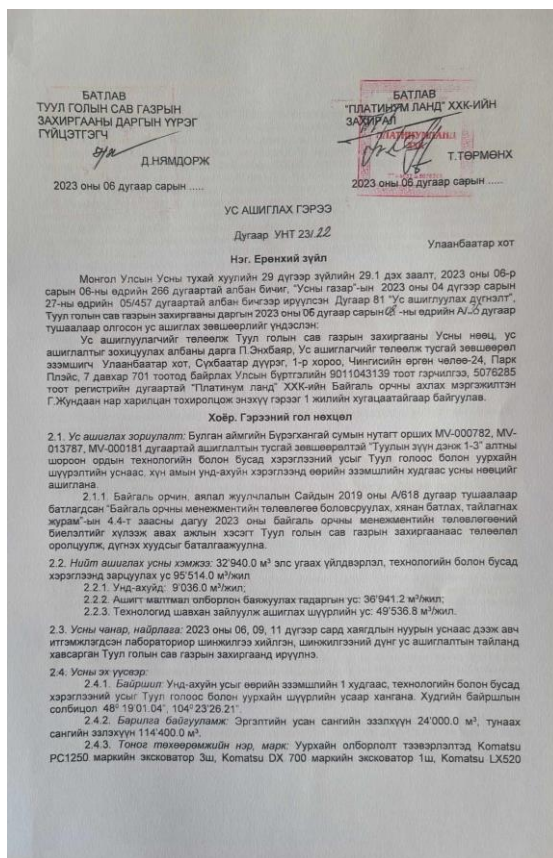 БАТЛАВ
ТУУЛ ГОЛЫН САВ ГАЗРЫН
ЗАХИРГААНЫ ДАРГЫН ҮҮРЭГ
ГҮЙЦЭТГЭГЧ
Д.НЯМДОРЖ
2023 оны 06 дугаар сарын .....
БАТЛАВ
"ПЛАТИНУМ ЛАНД" ХХК-ИЙН
ЗАХИРАЛ
Т.ТӨРМӨНХ
2023 оны 06 дугаар сарын .....
УС АШИГЛАХ ГЭРЭЭ
Дугаар УНТ 23/22
Улаанбаатар хот
Нэг. Ерөнхий зүйл
Монгол Улсын Усны тухай хуулийн 29 дүгээр зүйлийн 29.1 дэх заалт, 2023 оны 06-р
сарын 06-ны өдрийн 266 дугаартай албан бичиг, "Усны газар"-ын 2023 оны 04 дүгээр сарын
27-ны өдрийн 05/457 дугаартай албан бичгээр ирүүлсэн Дугаар 81 "Ус ашиглуулах дүгнэлт",
Туул голын сав газрын захиргааны даргын 2023 оны 06 дугаар сарын -ны өдрийн А/ дугаар
тушаалаар олгосон ус ашиглах зөвшөөрлийг үндэслэн:
Ус ашиглуулагчийг төлөөлж Туул голын сав газрын захиргааны Усны нөөц, ус
ашиглалтыг зохицуулах албаны дарга П.Энхбаяр, Ус ашиглагчийг төлөөлж тусгай зөвшөөрөл
эзэмшигч Улаанбаатар хот, Сүхбаатар дүүрэг, 1-р хороо, Чингисийн өргөн чөлөө-24, Парк
Плэйс, 7 давхар 701 тоотод байрлах Улсын бүртгэлийн 9011043139 тоот гэрчилгээ, 5076285
тоот регистрийн дугаартай "Платинум ланд" ХХК-ийн Байгаль орчны ахлах мэргэжилтэн
Г.Жундаан нар харилцан тохиролцож энэхүү гэрээг 1 жилийн хугацаатайгаар байгуулав.
Хоёр. Гэрээний гол нөхцөл
2.1. Ус ашиглах зориулалт: Булган аймгийн Бүрэгхангай сумын нутагт орших MV-000782, MV-
013787, MV-000181 дугаартай ашиглалтын тусгай зөвшөөрөлтэй "Туулын зүүн дэнж 1-3" алтны
шороон ордын технологийн болон бусад хэрэглээний усыг Туул голоос болон уурхайн
шүүрэлтийн уснаас, хүн амын унд-ахуйн хэрэглээнд өөрийн эзэмшлийн худгаас усны нөөцийг
ашиглана.
2.1.1. Байгаль орчин, аялал жуулчлалын Сайдын 2019 оны А/618 дугаар тушаалаар
батлагдсан "Байгаль орчны менежментийн төлөвлөгөө боловсруулах, хянан батлах, тайлагнах
журам"-ын 4.4-т заасны дагуу 2023 оны байгаль орчны менежментийн төлөвлөгөөний
биелэлтийг хүлээж авах ажлын хэсэгт Туул голын сав газрын захиргаанаас төлөөлөл
оролцуулж, дүгнэх хуудсыг баталгаажуулна.
2.2. Нийт ашиглах усны хэмжээ: 32'940.0 м³ элс угаах үйлдвэрлэл, технологийн болон бусад
хэрэглээнд зарцуулах ус 95'514.0 м³/жил
2.2.1. Унд-ахуйд: 9'036.0 м³/жил;
2.2.2. Ашигт малтмал олборлон баяжуулах гадаргын ус: 36'941.2 м³/жил;
2.2.3. Технологид шавхан зайлуулж ашиглах шүүрлийн ус: 49'536.8 м³/жил.
2.3. Усны чанар, найрлага: 2023 оны 06, 09, 11 дүгээр сард хаягдлын нуурын уснаас дээж авч
итгэмжлэгдсэн лабораториор шинжилгээ хийлгэн, шинжилгээний дүнг ус ашиглалтын тайланд
хавсарган Туул голын сав газрын захиргаанд ирүүлнэ.
2.4. Усны эх үүсвэр:
2.4.1. Байршил: Унд-ахуйн усыг өөрийн эзэмшлийн 1 худгаас, технологийн болон бусад
хэрэглээний усыг Туул голоос болон уурхайн шүүрлийн усаар хангана. Худгийн байршлын
солбицол 48° 19'01.04", 104° 23'26.21".
2.4.2. Барилга байгууламж: Эргэлтийн усан сангийн эзэлхүүн 24'000.0 м³, тунаах
сангийн эзлэхүүн 114'400.0 м³.
2.4.3. Тоног төхөөрөмжийн нэр, марк: Уурхайн олборлолт тээвэрлэлтэд Komatsu
PC1250 маркийн эксковатор 3ш, Komatsu DX 700 маркийн эксковатор 1ш, Komatsu LX520